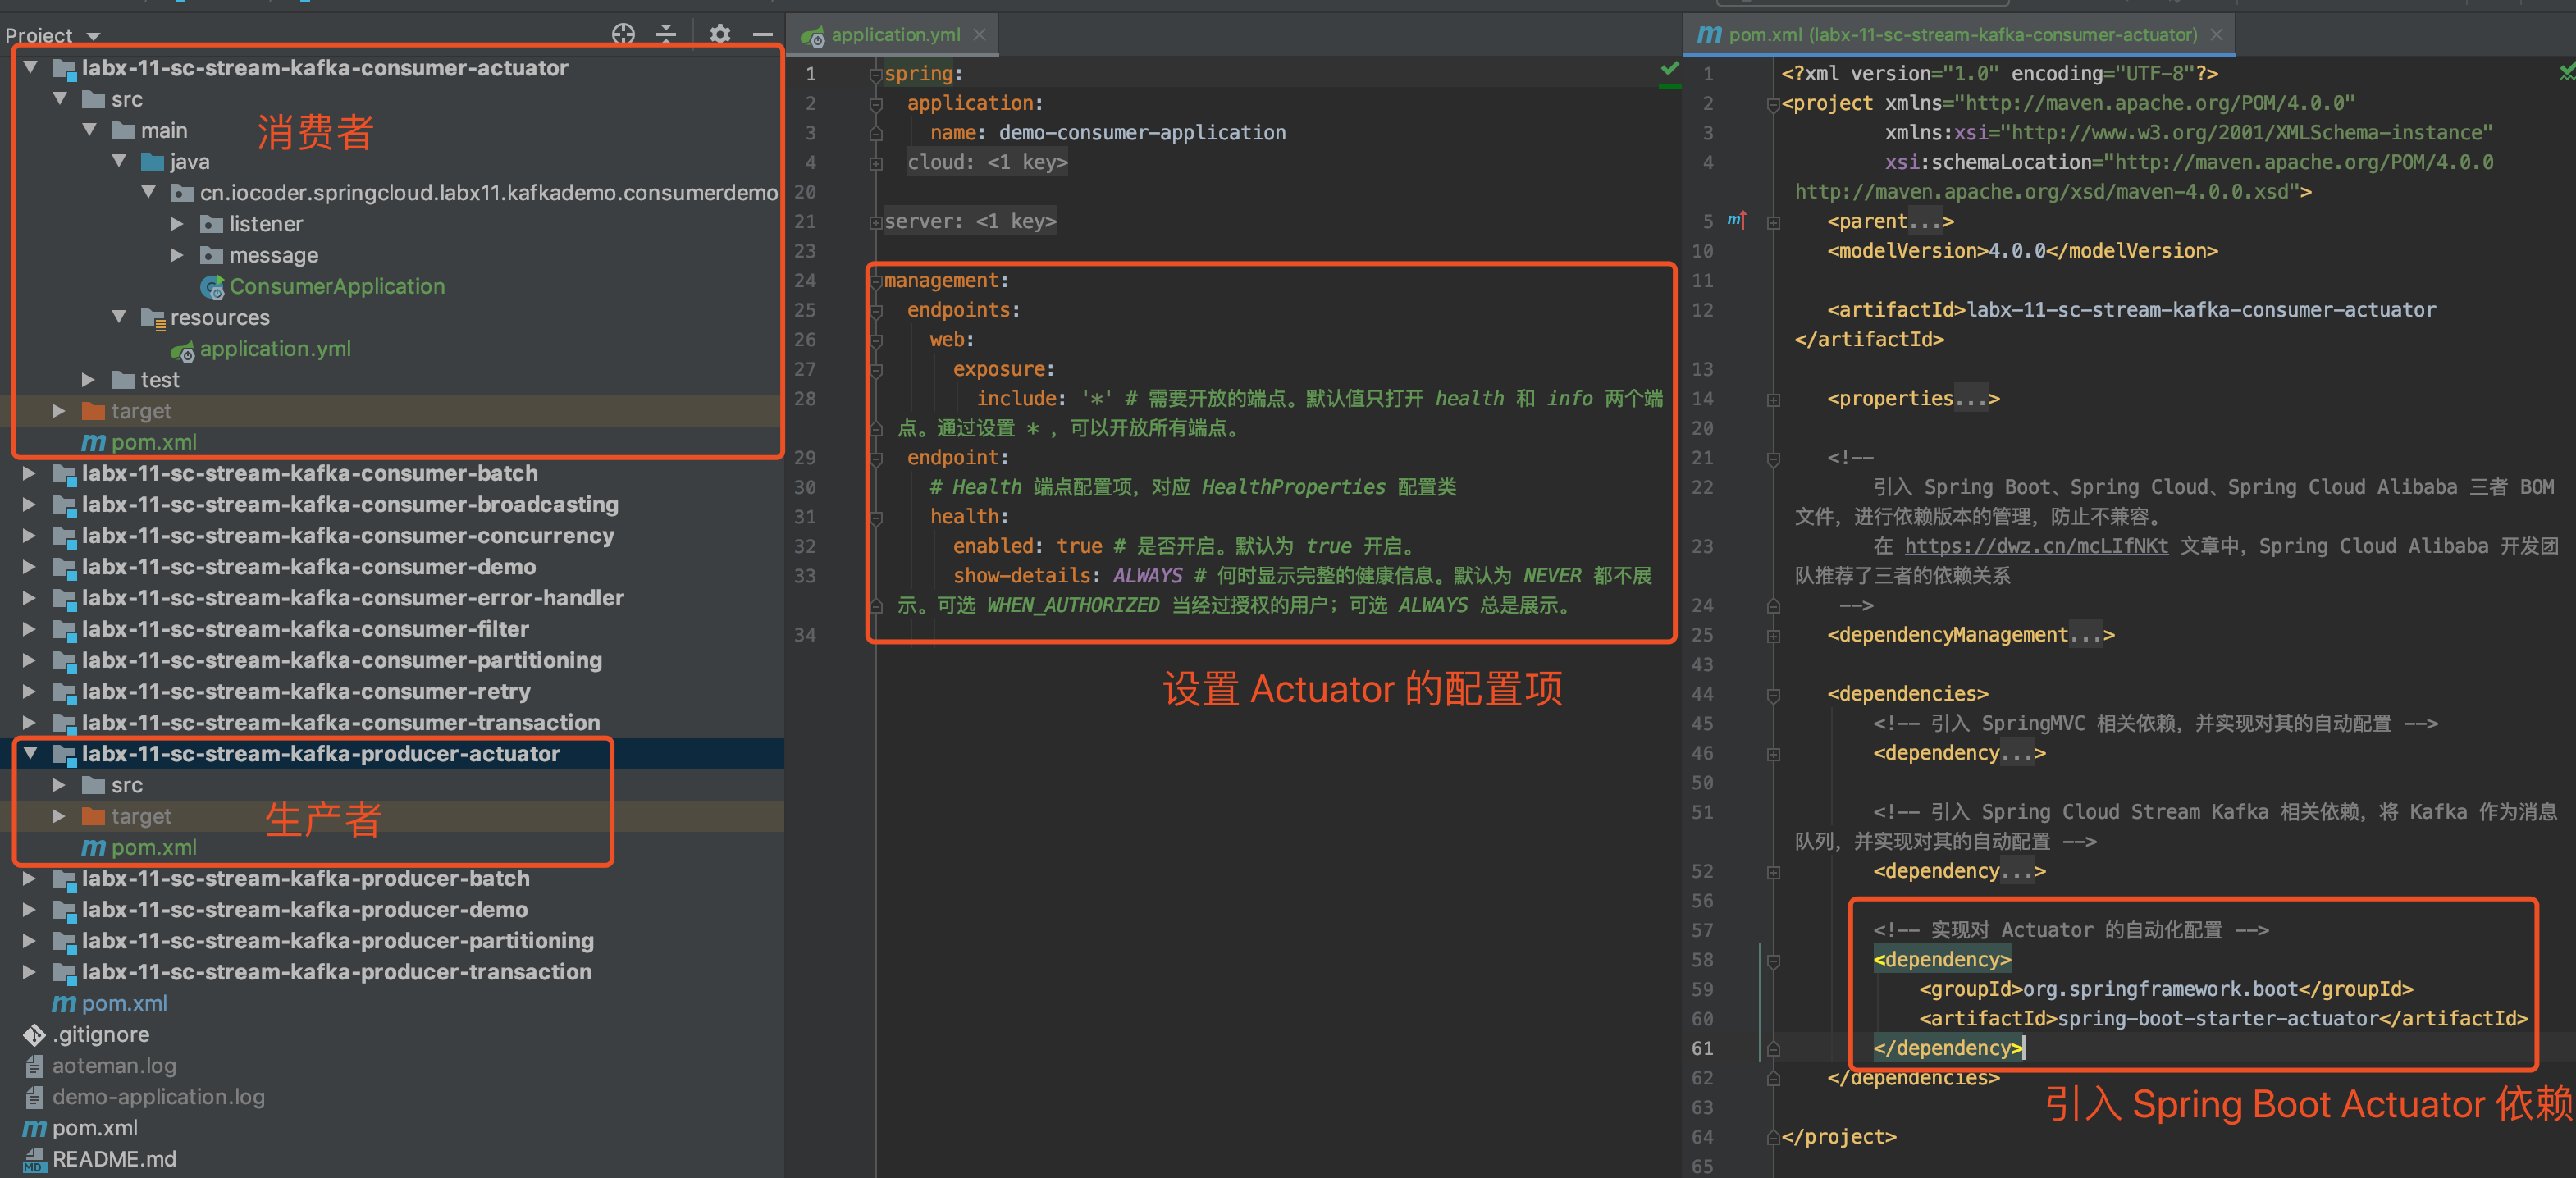 Project
labx-11-sc-stream-kafka-consumer-actuator
src
main
消费者
java
cn.iocoder.springcloud.labx11.kafkademo.consumerdemo
listener
message
ConsumerApplication
resources
application.yml
test
target
pom.xml
labx-11-sc-stream-kafka-consumer-batch
labx-11-sc-stream-kafka-consumer-broadcasting
labx-11-sc-stream-kafka-consumer-concurrency
labx-11-sc-stream-kafka-consumer-demo
labx-11-sc-stream-kafka-consumer-error-handler
labx-11-sc-stream-kafka-consumer-filter
labx-11-sc-stream-kafka-consumer-partitioning
labx-11-sc-stream-kafka-consumer-retry
labx-11-sc-stream-kafka-consumer-transaction
labx-11-sc-stream-kafka-producer-actuator
src
target
生产者
pom.xml
labx-11-sc-stream-kafka-producer-batch
labx-11-sc-stream-kafka-producer-demo
labx-11-sc-stream-kafka-producer-partitioning
labx-11-sc-stream-kafka-producer-transaction
pom.xml
.gitignore
aoteman.log
demo-application.log
pom.xml
README.md
application.yml
1 spring:
2 application:
3 name: demo-consumer-application
4 cloud: <1 key>
20
21 server: <1 key>
23
24 management:
25 endpoints:
26 web:
27 exposure:
28 include: '*' # 需要开放的端点。默认值只打开 health 和 info 两个端
点。通过设置 * ，可以开放所有端点。
29 endpoint:
30 # Health 端点配置项，对应 HealthProperties 配置类
31 health:
32 enabled: true # 是否开启。默认为 true 开启。
33 show-details: ALWAYS # 何时显示完整的健康信息。默认为 NEVER 都不展
示。可选 WHEN_AUTHORIZED 当经过授权的用户；可选 ALWAYS 总是展示。
34
设置 Actuator 的配置项
pom.xml (labx-11-sc-stream-kafka-consumer-actuator)
1 <?xml version="1.0" encoding="UTF-8"?>
2 <project xmlns="http://maven.apache.org/POM/4.0.0"
3 xmlns:xsi="http://www.w3.org/2001/XMLSchema-instance"
4 xsi:schemaLocation="http://maven.apache.org/POM/4.0.0
http://maven.apache.org/xsd/maven-4.0.0.xsd">
5 <parent...>
10 <modelVersion>4.0.0</modelVersion>
11
12 <artifactId>labx-11-sc-stream-kafka-consumer-actuator
</artifactId>
13
14 <properties...>
20
21 <!--
22 引入 Spring Boot、Spring Cloud、Spring Cloud Alibaba 三者 BOM
文件，进行依赖版本的管理，防止不兼容。
23 在 https://dwz.cn/mcLIfNKt 文章中，Spring Cloud Alibaba 开发团
队推荐了三者的依赖关系
24 -->
25 <dependencyManagement...>
43
44 <dependencies>
45 <!-- 引入 SpringMVC 相关依赖，并实现对其的自动配置 -->
46 <dependency...>
50
51 <!-- 引入 Spring Cloud Stream Kafka 相关依赖，将 Kafka 作为消息
队列，并实现对其的自动配置 -->
52 <dependency...>
56
57 <!-- 实现对 Actuator 的自动化配置 -->
58 <dependency>
59 <groupId>org.springframework.boot</groupId>
60 <artifactId>spring-boot-starter-actuator</artifactId>
61 </dependency>
62 </dependencies>
63
64 </project>
65
引入 Spring Boot Actuator 依赖